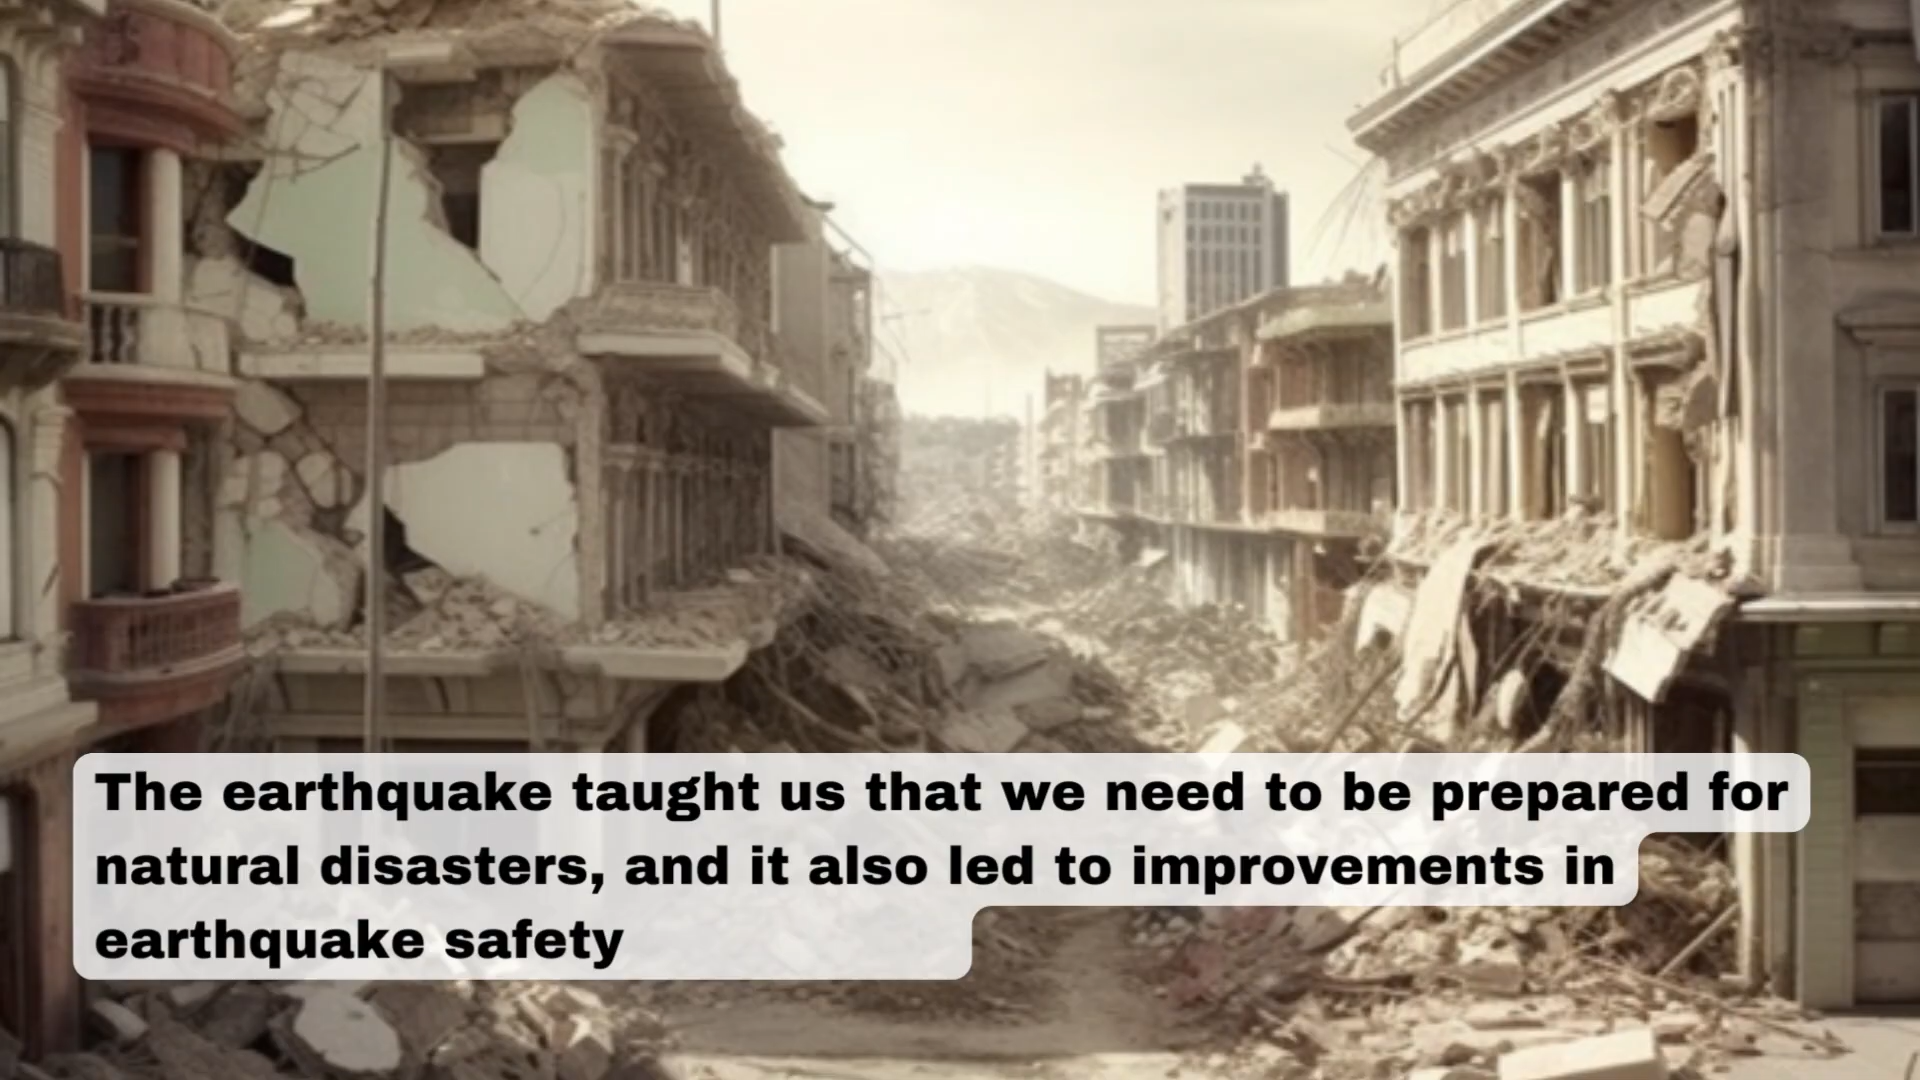 The earthquake taught us that we need to be prepared for
natural disasters, and it also led to improvements in
earthquake safety